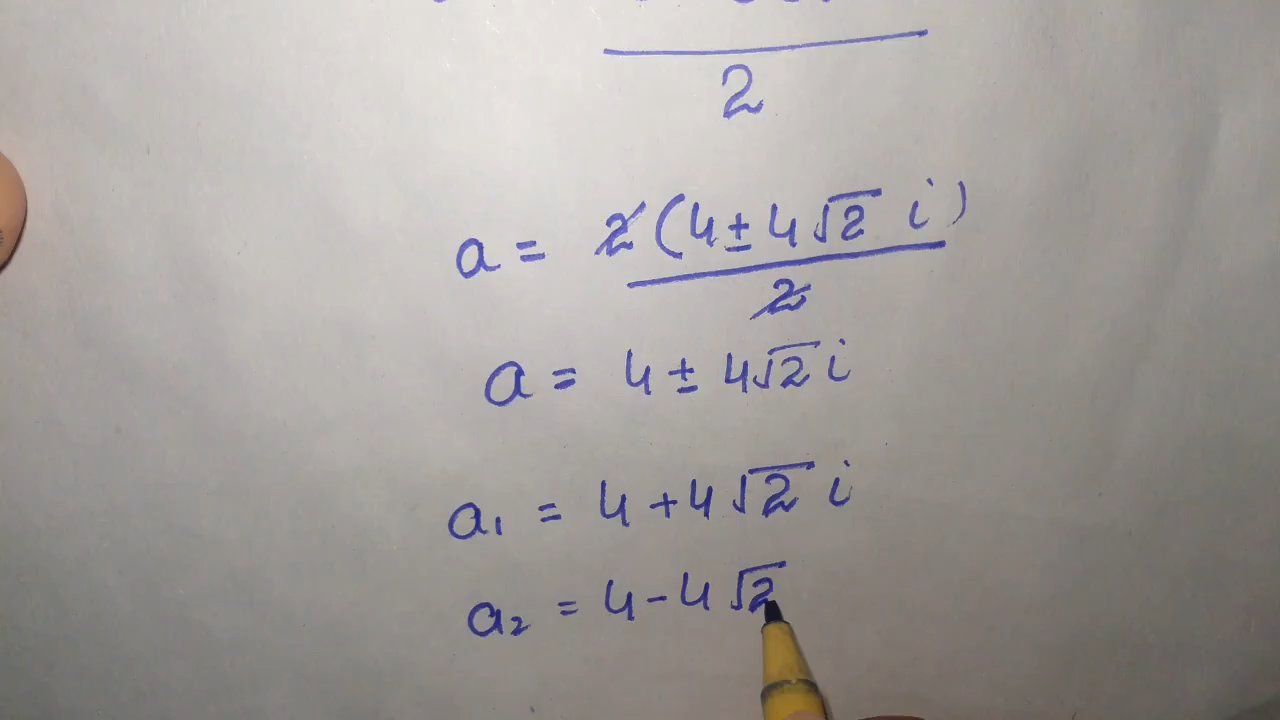 2
a = 2(4±4√2 i)
2
a = 4 ± 4√2 i
a₁ = 4 + 4√2 i
a₂ = 4 - 4√2